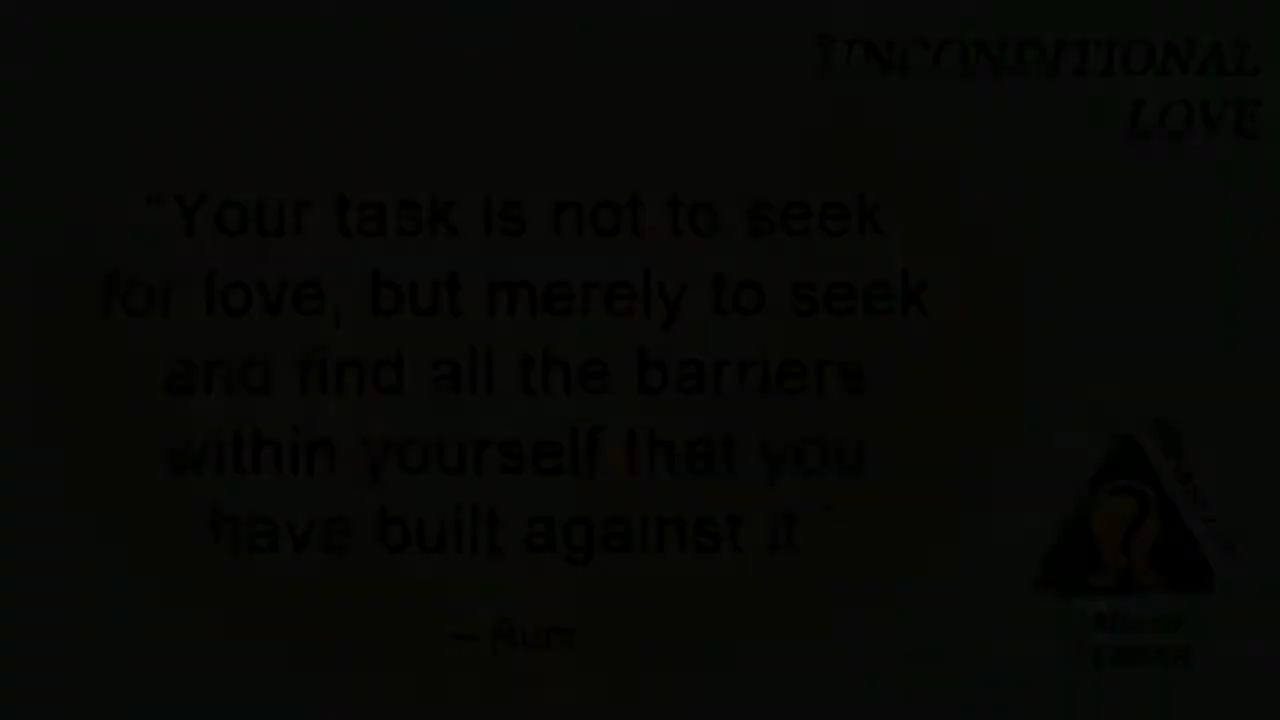 UNCONDITIONAL
LOVE
"Your task is not to seek
for love, but merely to seek
and find all the barriers
within yourself that you
have built against it
– Rumi